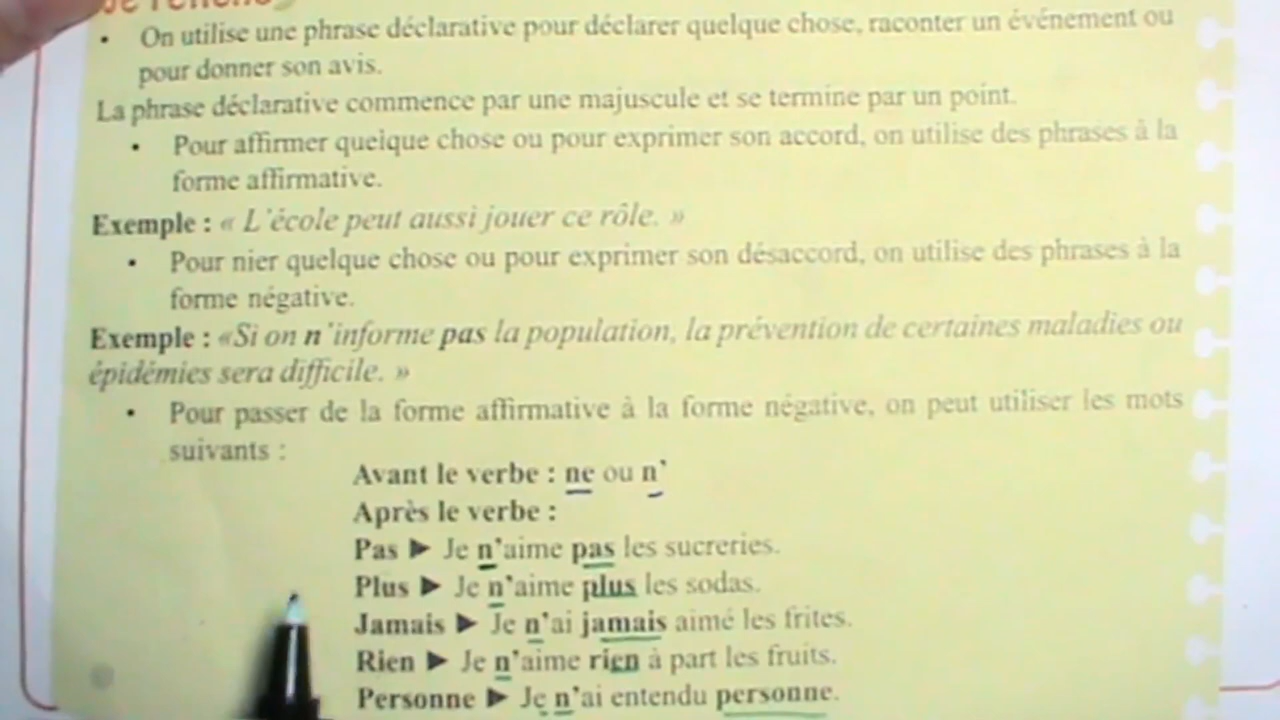 Je retiens
• On utilise une phrase déclarative pour déclarer quelque chose, raconter un événement ou
pour donner son avis.
La phrase déclarative commence par une majuscule et se termine par un point.
• Pour affirmer quelque chose ou pour exprimer son accord, on utilise des phrases à la
forme affirmative.
Exemple : « L'école peut aussi jouer ce rôle. »
• Pour nier quelque chose ou pour exprimer son désaccord, on utilise des phrases à la
forme négative.
Exemple : «Si on n'informe pas la population, la prévention de certaines maladies ou
épidémies sera difficile. »
• Pour passer de la forme affirmative à la forme négative, on peut utiliser les mots
suivants :
Avant le verbe : ne ou n'
Après le verbe :
Pas ► Je n'aime pas les sucreries.
Plus ► Je n'aime plus les sodas.
Jamais ► Je n'ai jamais aimé les frites.
Rien ► Je n'aime rien à part les fruits.
Personne ► Je n'ai entendu personne.